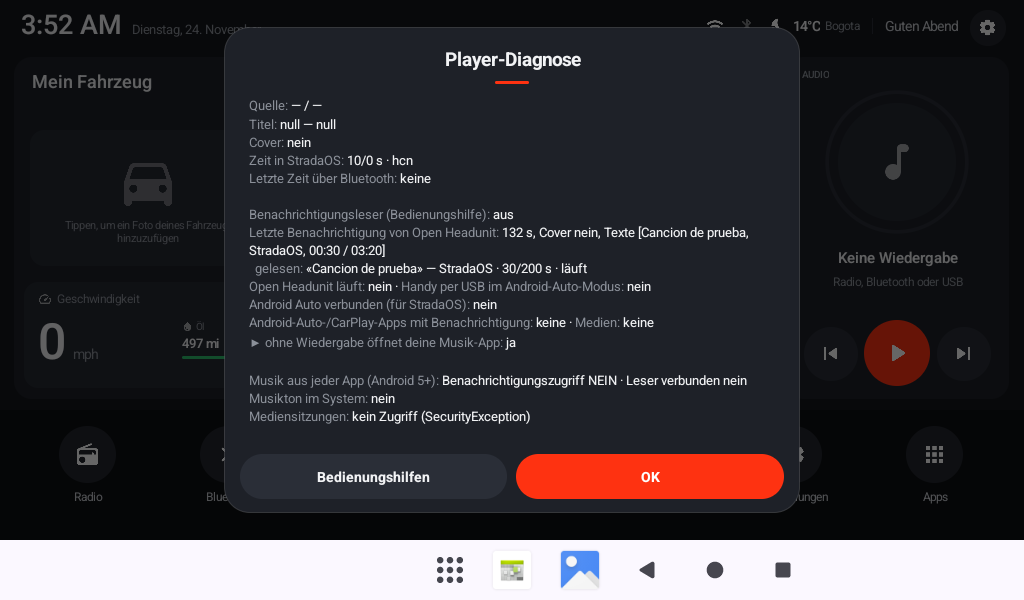 3:52 AM
Dienstag, 24. Novem
14°C Bogota
Guten Abend
Mein Fahrzeug
AUDIO
Player-Diagnose
Quelle: — / —
Titel: null — null
Cover: nein
Zeit in StradaOS: 10/0 s · hcn
Letzte Zeit über Bluetooth: keine
Benachrichtigungsleser (Bedienungshilfe): aus
Letzte Benachrichtigung von Open Headunit: 132 s, Cover nein, Texte [Cancion de prueba,
StradaOS, 00:30 / 03:20]
gelesen: «Cancion de prueba» — StradaOS · 30/200 s · läuft
Open Headunit läuft: nein · Handy per USB im Android-Auto-Modus: nein
Android Auto verbunden (für StradaOS): nein
Android-Auto-/CarPlay-Apps mit Benachrichtigung: keine · Medien: keine
► ohne Wiedergabe öffnet deine Musik-App: ja
Musik aus jeder App (Android 5+): Benachrichtigungszugriff NEIN · Leser verbunden nein
Musikton im System: nein
Mediensitzungen: kein Zugriff (SecurityException)
Bedienungshilfen
OK
Tippen, um ein Foto deines Fahrzeug
hinzuzufügen
Geschwindigkeit
0 mph
Öl
497 mi
Keine Wiedergabe
Radio, Bluetooth oder USB
Radio
Blue
ungen
Apps